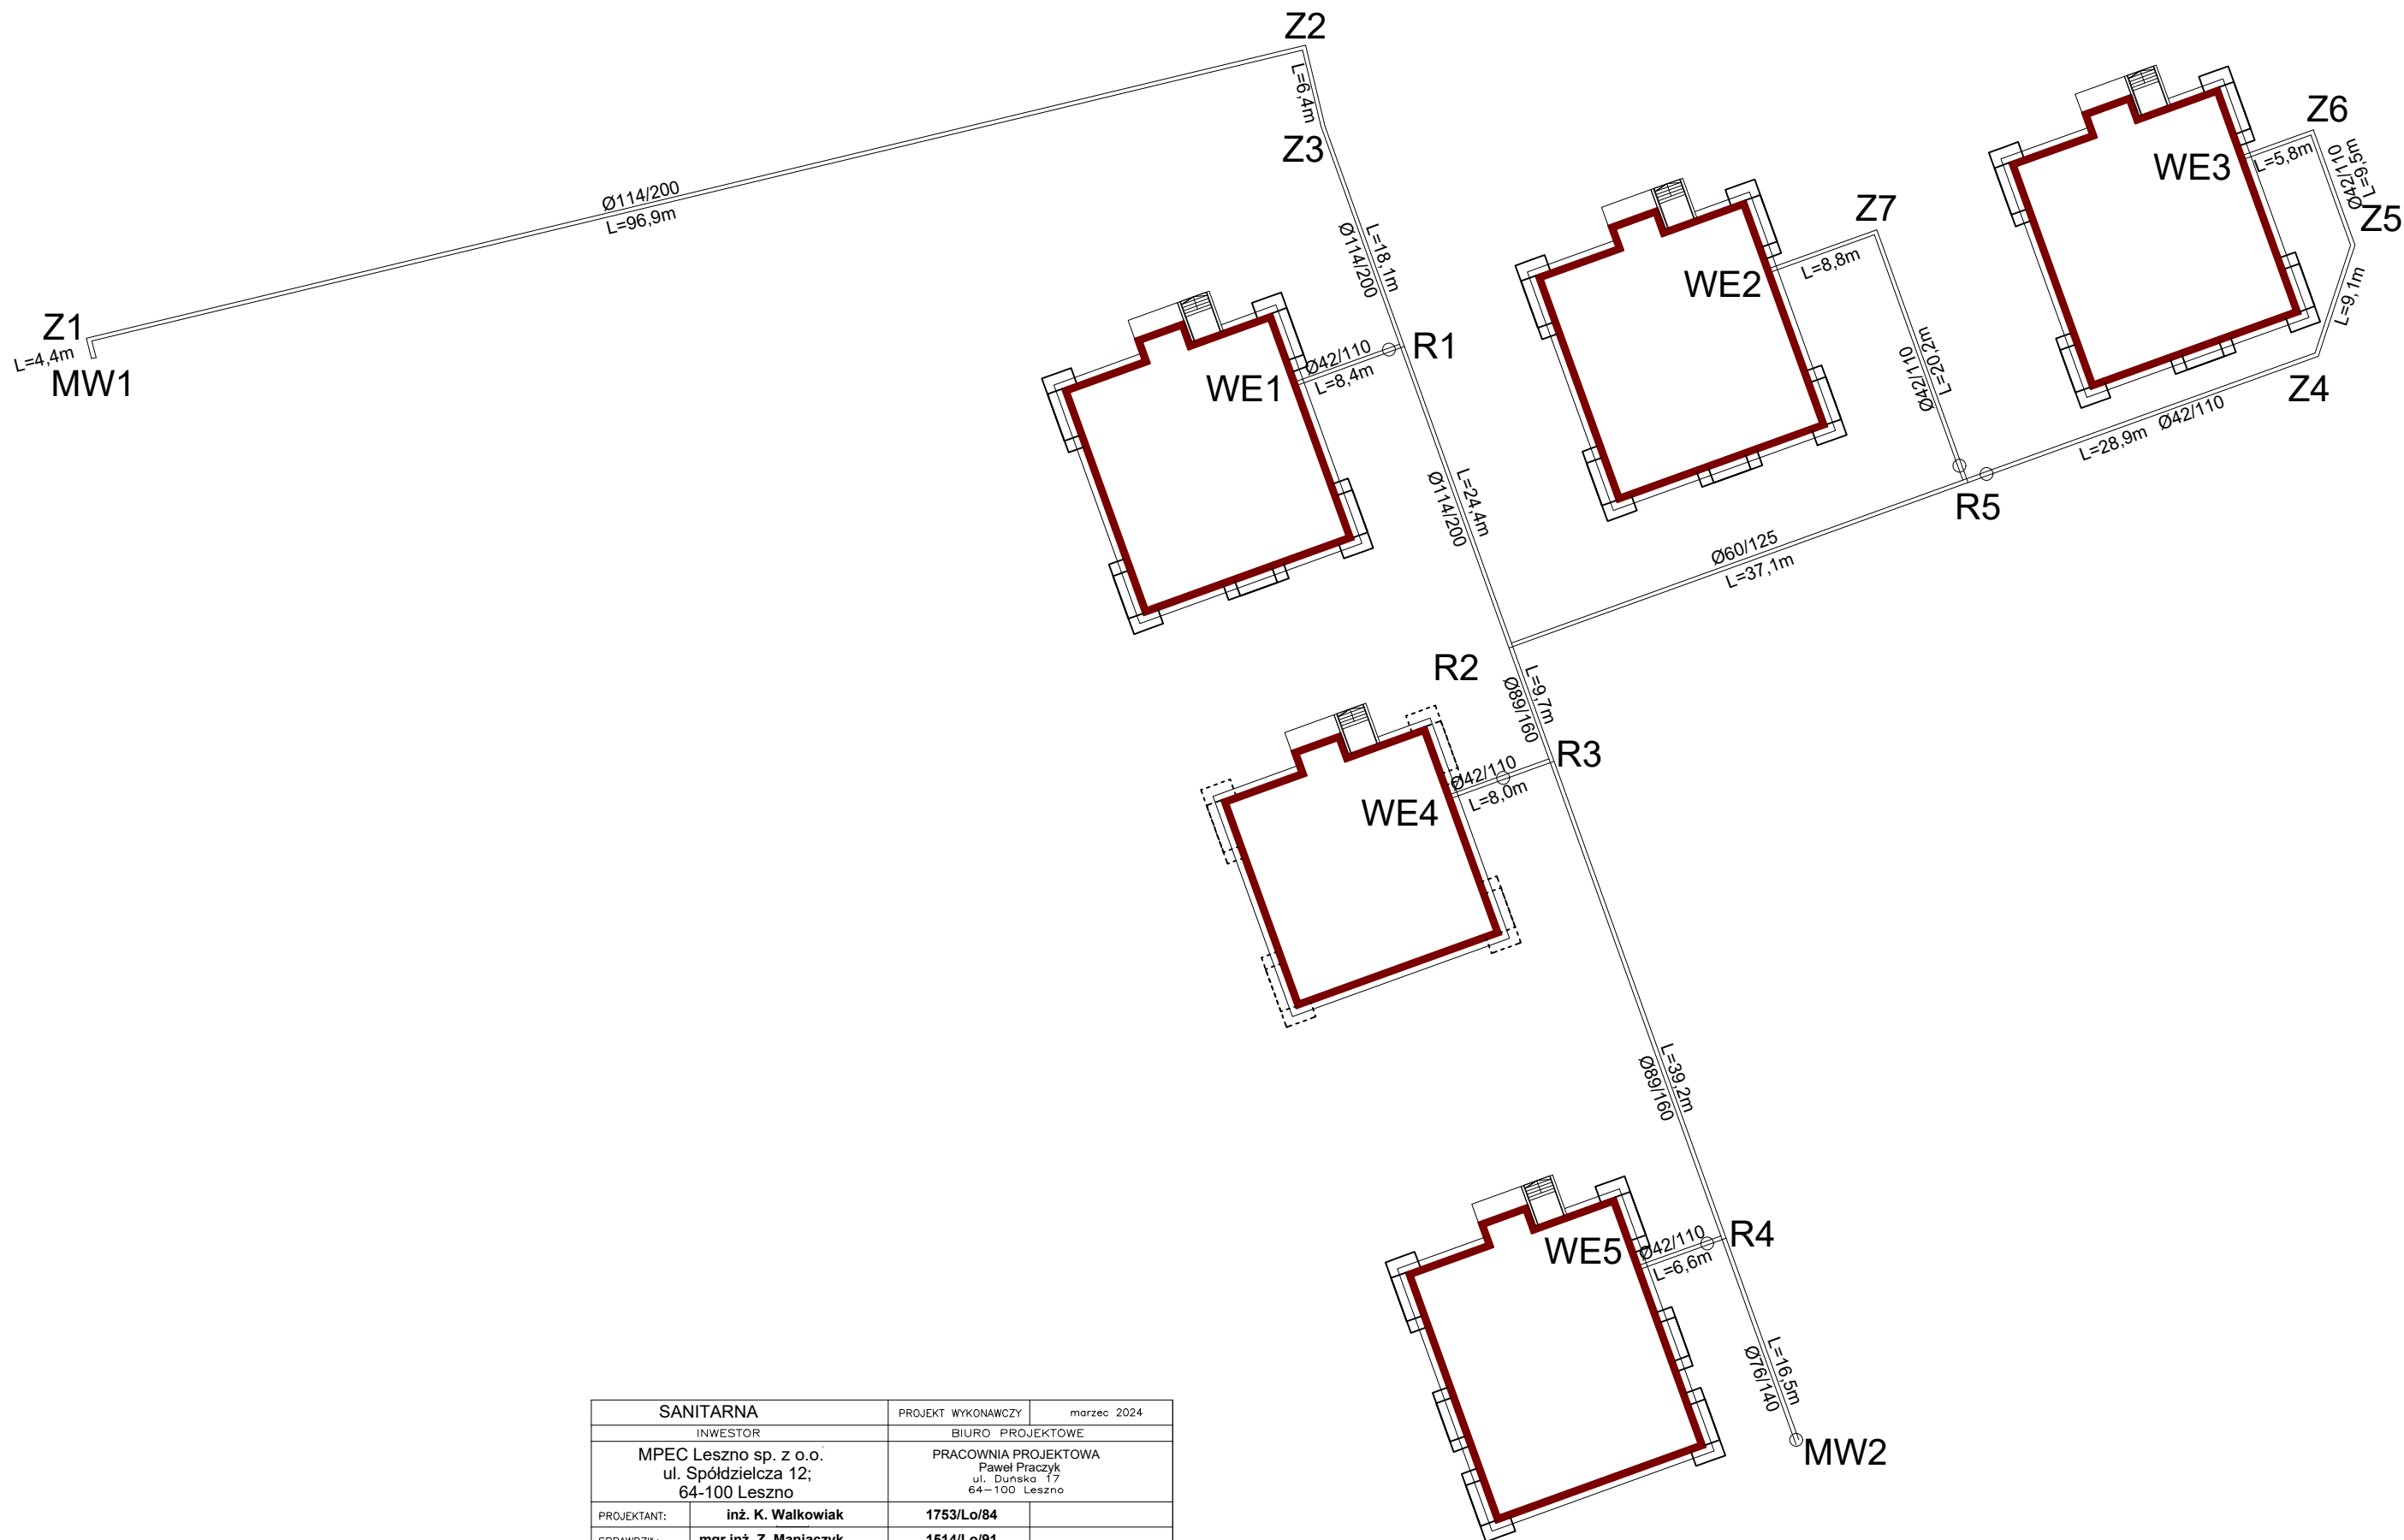 Z2
L=6,4m
Z3
Ø114/200
L=96,9m
Z1
L=4,4m
MW1
L=18,1m
Ø114/200
Z6
WE3
L=5,8m
Ø42/110
L=9,5m
Z5
L=9,1m
Z4
Z7
WE2
L=8,8m
L=20,2m
Ø42/110
Ø42/110
L=28,9m
R5
R1
Ø42/110
L=8,4m
WE1
L=24,4m
Ø114/200
Ø60/125
L=37,1m
R2
L=9,7m
Ø89/160
R3
Ø42/110
L=8,0m
WE4
L=39,2m
Ø89/160
R4
Ø42/110
L=6,6m
WE5
L=16,5m
Ø76/140
MW2
SANITARNA PROJEKT WYKONAWCZY marzec 2024
INWESTOR BIURO PROJEKTOWE
MPEC Leszno sp. z o.o.
ul. Spółdzielcza 12;
64-100 Leszno
PRACOWNIA PROJEKTOWA
Paweł Praczyk
ul. Duńska 17
64-100 Leszno
PROJEKTANT: inż. K. Walkowiak 1753/Lo/84
mgr inż. Z. Maniaczyk 1514/Lo/91